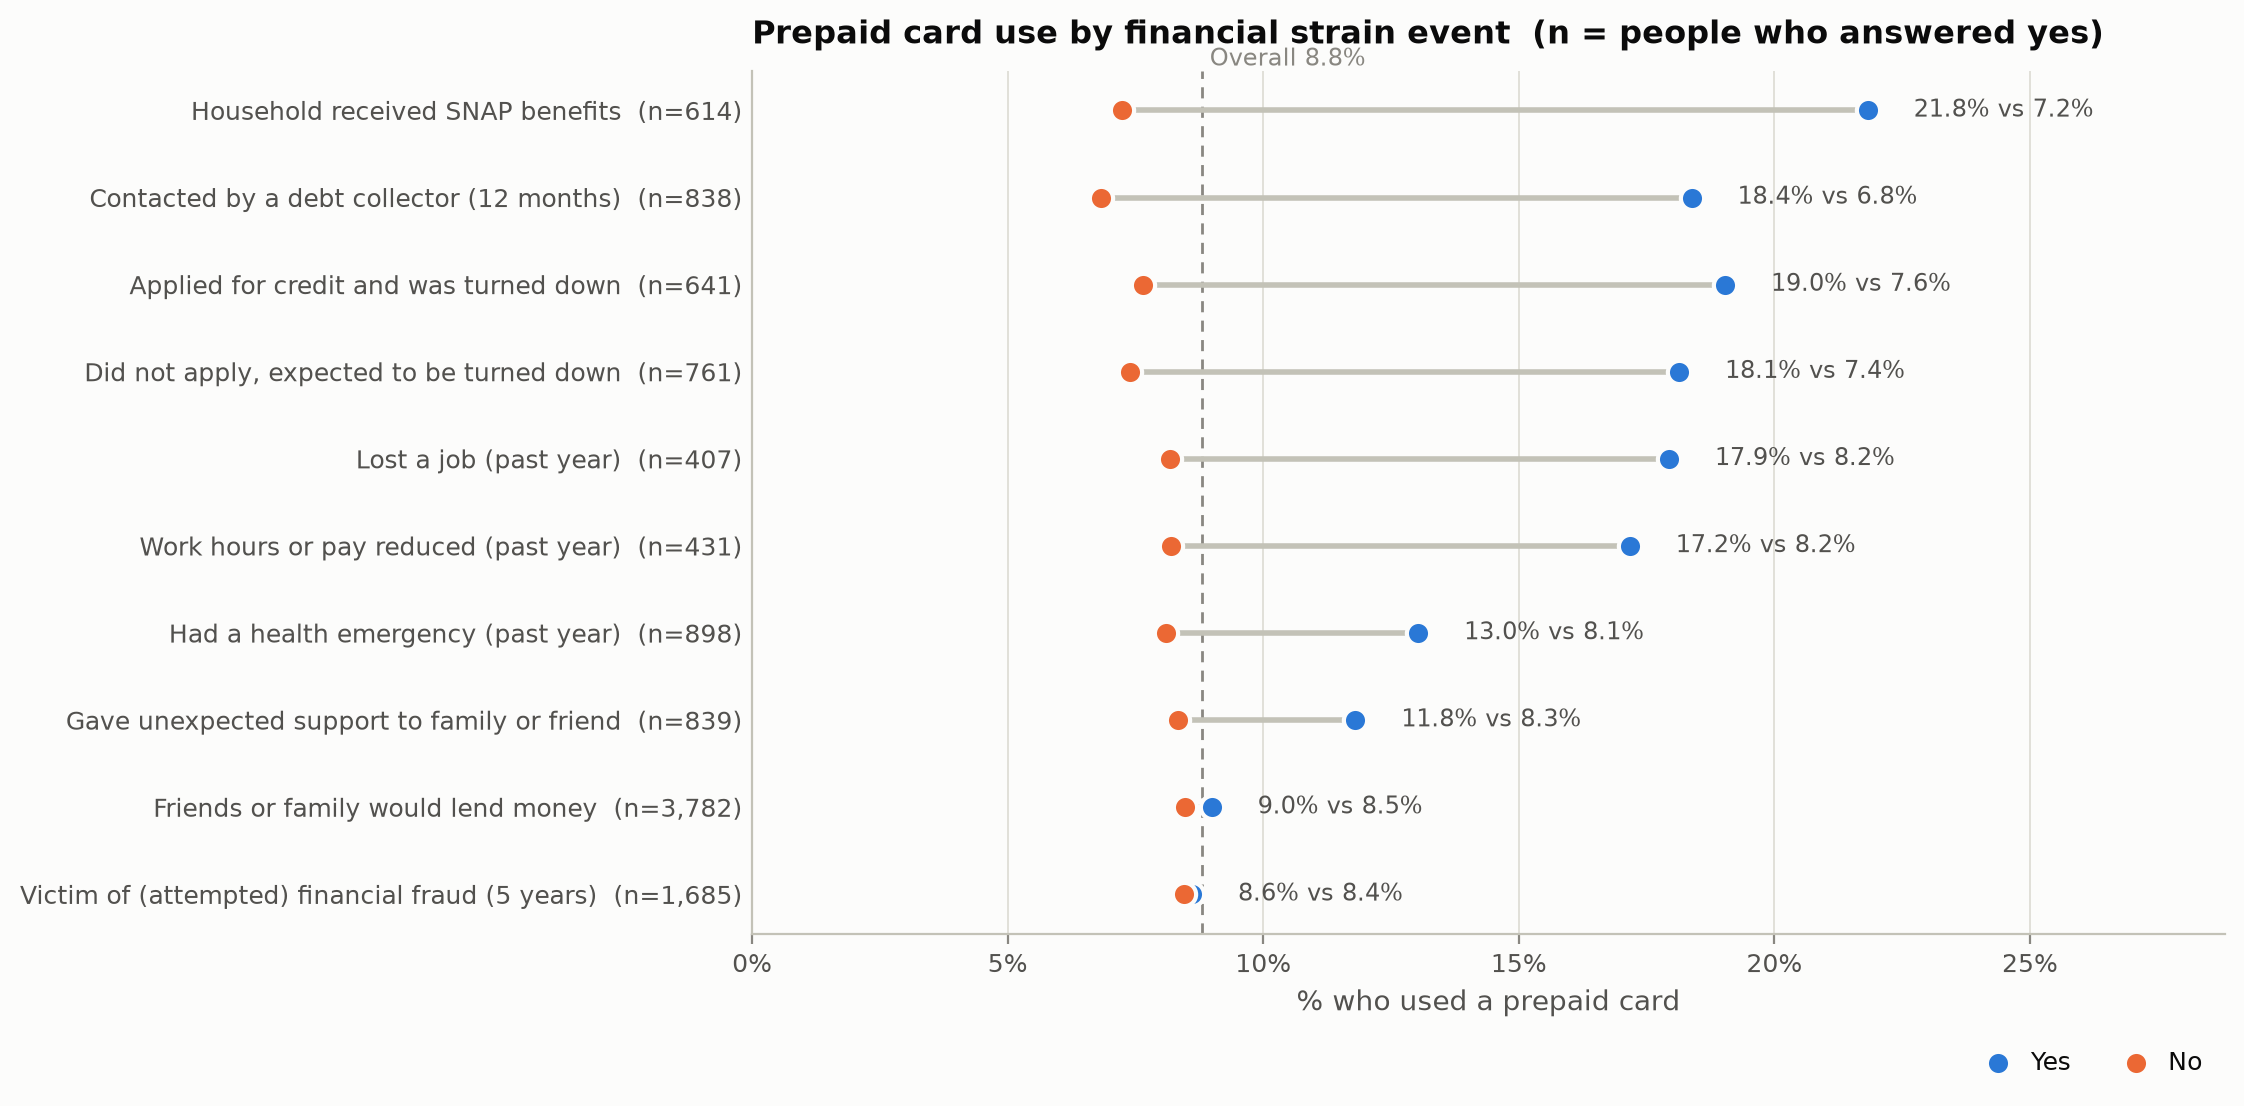 Prepaid card use by financial strain event  (n = people who answered yes)
Overall 8.8%
Household received SNAP benefits  (n=614)
21.8% vs 7.2%
Contacted by a debt collector (12 months)  (n=838)
18.4% vs 6.8%
Applied for credit and was turned down  (n=641)
19.0% vs 7.6%
Did not apply, expected to be turned down  (n=761)
18.1% vs 7.4%
Lost a job (past year)  (n=407)
17.9% vs 8.2%
Work hours or pay reduced (past year)  (n=431)
17.2% vs 8.2%
Had a health emergency (past year)  (n=898)
13.0% vs 8.1%
Gave unexpected support to family or friend  (n=839)
11.8% vs 8.3%
Friends or family would lend money  (n=3,782)
9.0% vs 8.5%
Victim of (attempted) financial fraud (5 years)  (n=1,685)
8.6% vs 8.4%
0% 5% 10% 15% 20% 25%
% who used a prepaid card
Yes No